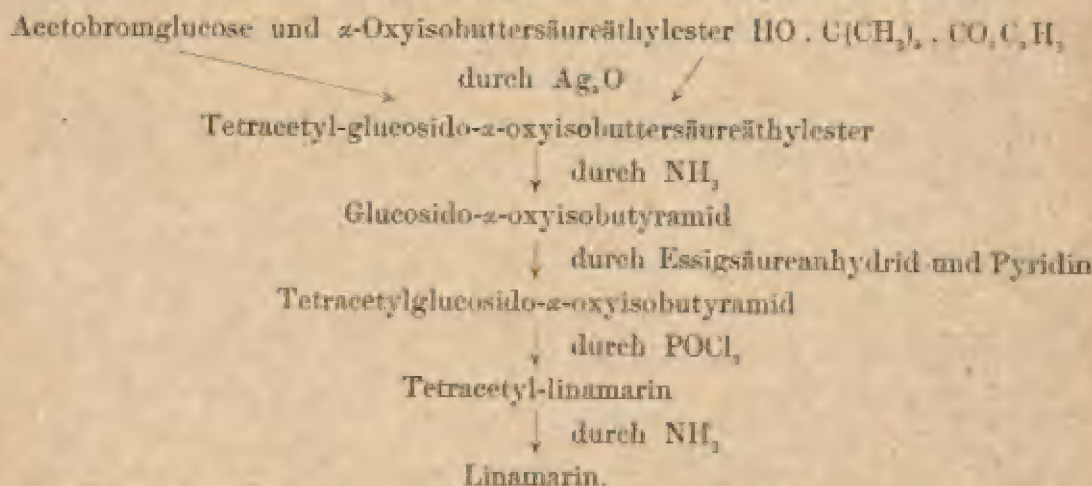 Acetobromglucose und α-Oxyisobuttersäureäthylester HO . C(CH₃)₂ . CO₂C₂H₅
durch Ag₂O
Tetracetyl-glucosido-α-oxyisobuttersäureäthylester
durch NH₃
Glucosido-α-oxyisobutyramid
durch Essigsäureanhydrid und Pyridin
Tetracetylglucosido-α-oxyisobutyramid
durch POCl₃
Tetracetyl-linamarin
durch NH₃
Linamarin.